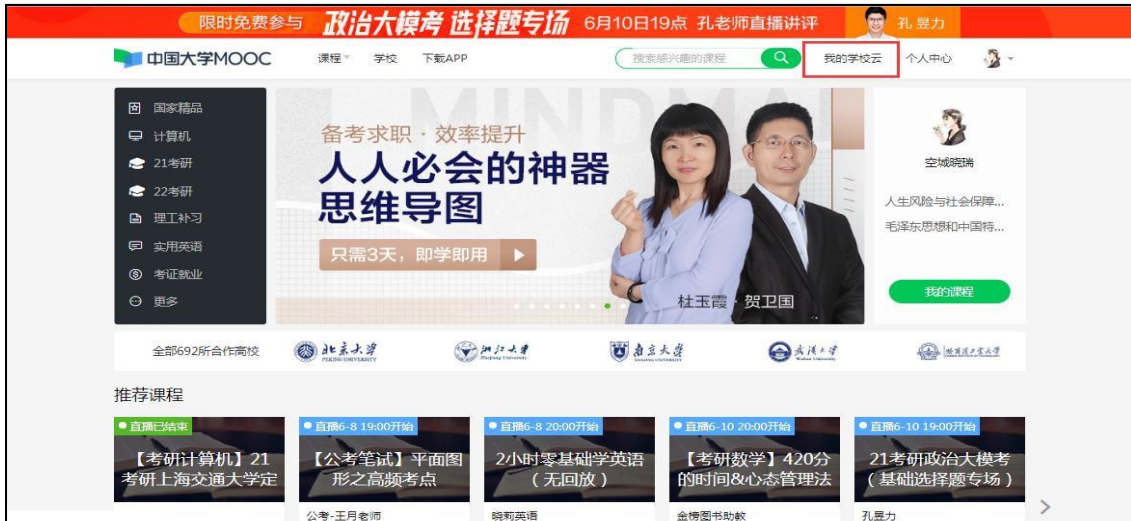 限时免费参与 政治大模考 选择题专场 6月10日19点 孔老师直播讲评 孔昱力
中国大学MOOC 课程 学校 下载APP 搜索感兴趣的课程 我的学校云 个人中心
国家精品
计算机
21考研
22考研
理工补习
实用英语
考证就业
更多
MINDMA
备考求职·效率提升
人人必会的神器
思维导图
只需3天，即学即用
杜玉霞·贺卫国
空城晓瑞
人生风险与社会保障...
毛泽东思想和中国特...
我的课程
全部692所合作高校 北京大学 PEKING UNIVERSITY 浙江大学 Zhejiang University 南京大学 NANJING UNIVERSITY 武汉大学 Wuhan University 哈尔滨工业大学
推荐课程
直播已结束
【考研计算机】21
考研上海交通大学定
直播6-8 19:00开始
【公考笔试】平面图
形之高频考点
公考-王月老师
直播6-8 20:00开始
2小时零基础学英语
（无回放）
晓莉英语
直播6-10 20:00开始
【考研数学】420分
的时间&心态管理法
金榜图书助教
直播6-10 19:00开始
21考研政治大模考
（基础选择题专场）
孔昱力